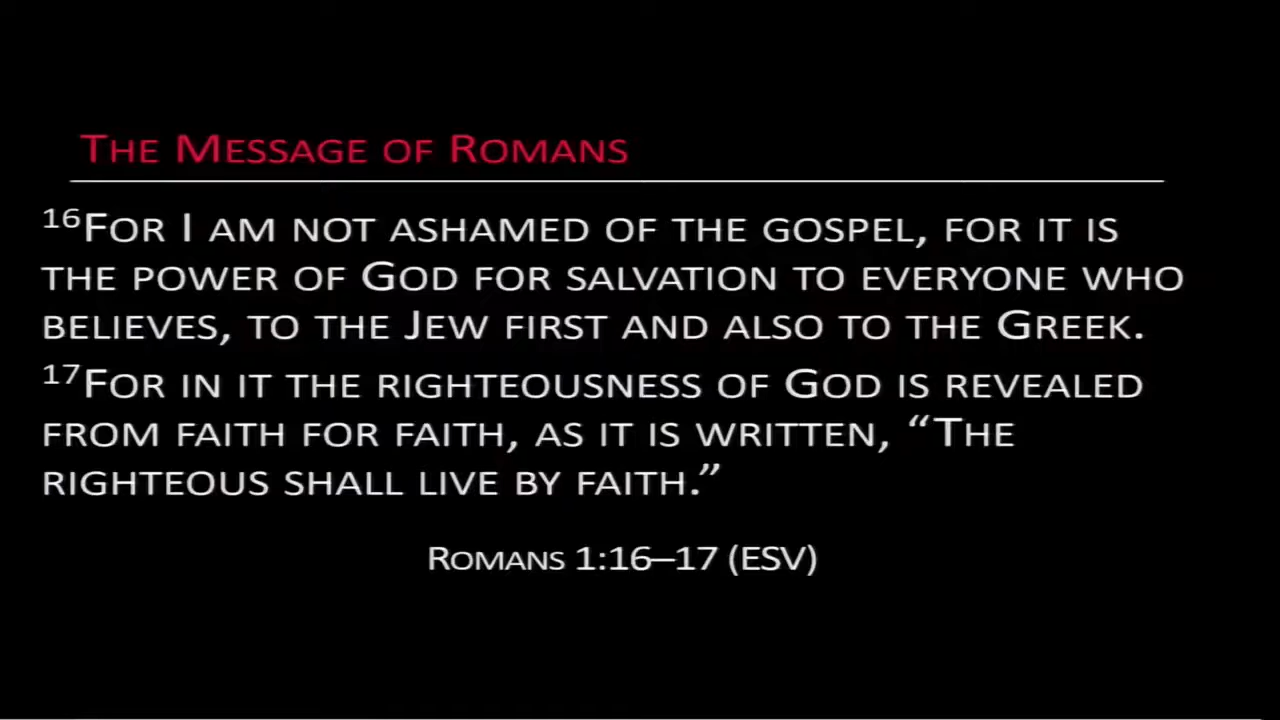 The Message of Romans
¹⁶For I am not ashamed of the gospel, for it is
the power of God for salvation to everyone who
believes, to the Jew first and also to the Greek.
¹⁷For in it the righteousness of God is revealed
from faith for faith, as it is written, “The
righteous shall live by faith.”
Romans 1:16–17 (ESV)